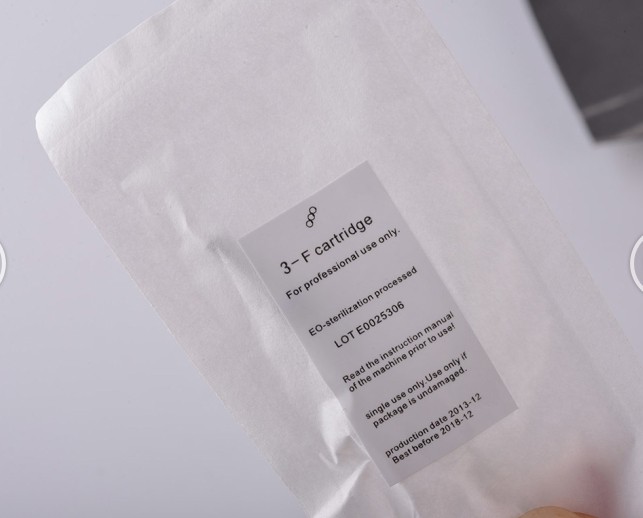 3-F cartridge
For professional use only.
EO-sterilization processed
LOT E0025306
Read the instruction manual
of the machine prior to use!
single use only.Use only if
package is undamaged.
production date 2013-12
Best before 2018-12